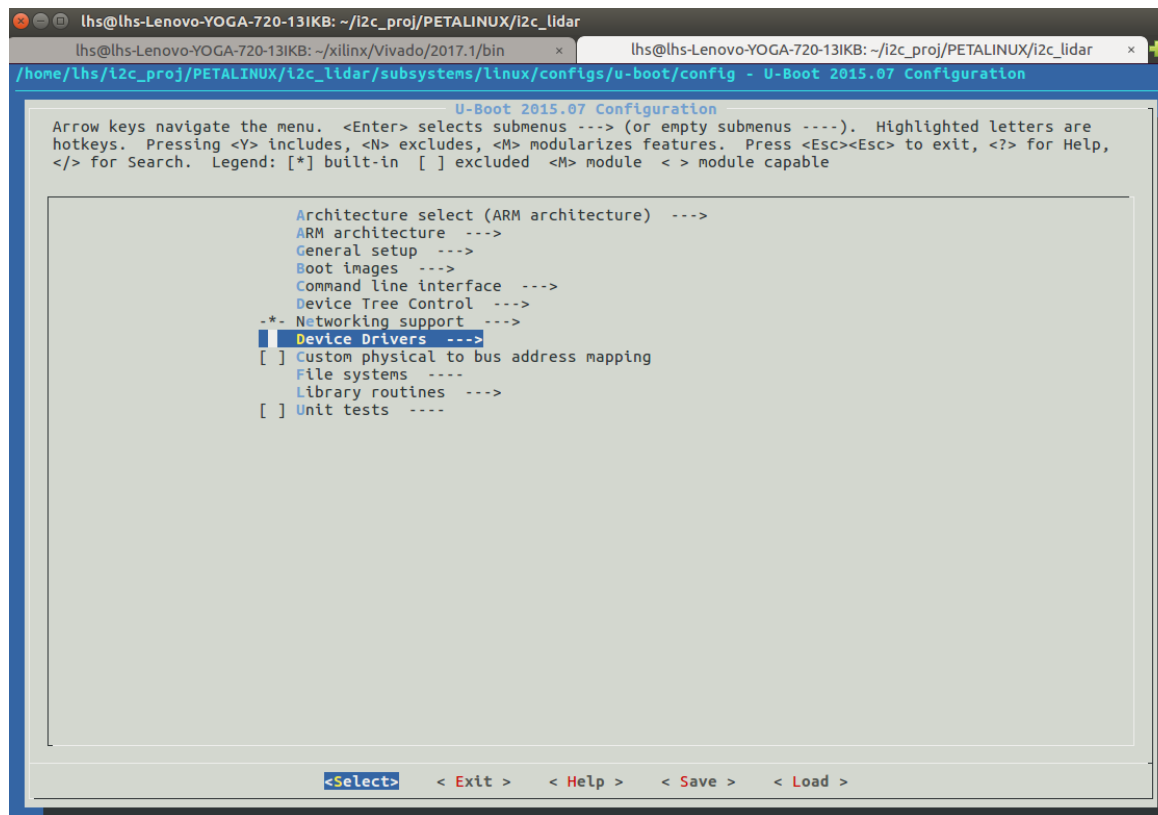 lhs@lhs-Lenovo-YOGA-720-13IKB: ~/i2c_proj/PETALINUX/i2c_lidar
lhs@lhs-Lenovo-YOGA-720-13IKB: ~/xilinx/Vivado/2017.1/bin × lhs@lhs-Lenovo-YOGA-720-13IKB: ~/i2c_proj/PETALINUX/i2c_lidar ×
/home/lhs/i2c_proj/PETALINUX/i2c_lidar/subsystems/linux/configs/u-boot/config - U-Boot 2015.07 Configuration
U-Boot 2015.07 Configuration
Arrow keys navigate the menu. <Enter> selects submenus ---> (or empty submenus ----). Highlighted letters are
hotkeys. Pressing <Y> includes, <N> excludes, <M> modularizes features. Press <Esc><Esc> to exit, <?> for Help,
</> for Search. Legend: [*] built-in [ ] excluded <M> module < > module capable
Architecture select (ARM architecture) --->
ARM architecture --->
General setup --->
Boot images --->
Command line interface --->
Device Tree Control --->
-*- Networking support --->
Device Drivers --->
[ ] Custom physical to bus address mapping
File systems ----
Library routines --->
[ ] Unit tests ----
<Select> < Exit > < Help > < Save > < Load >